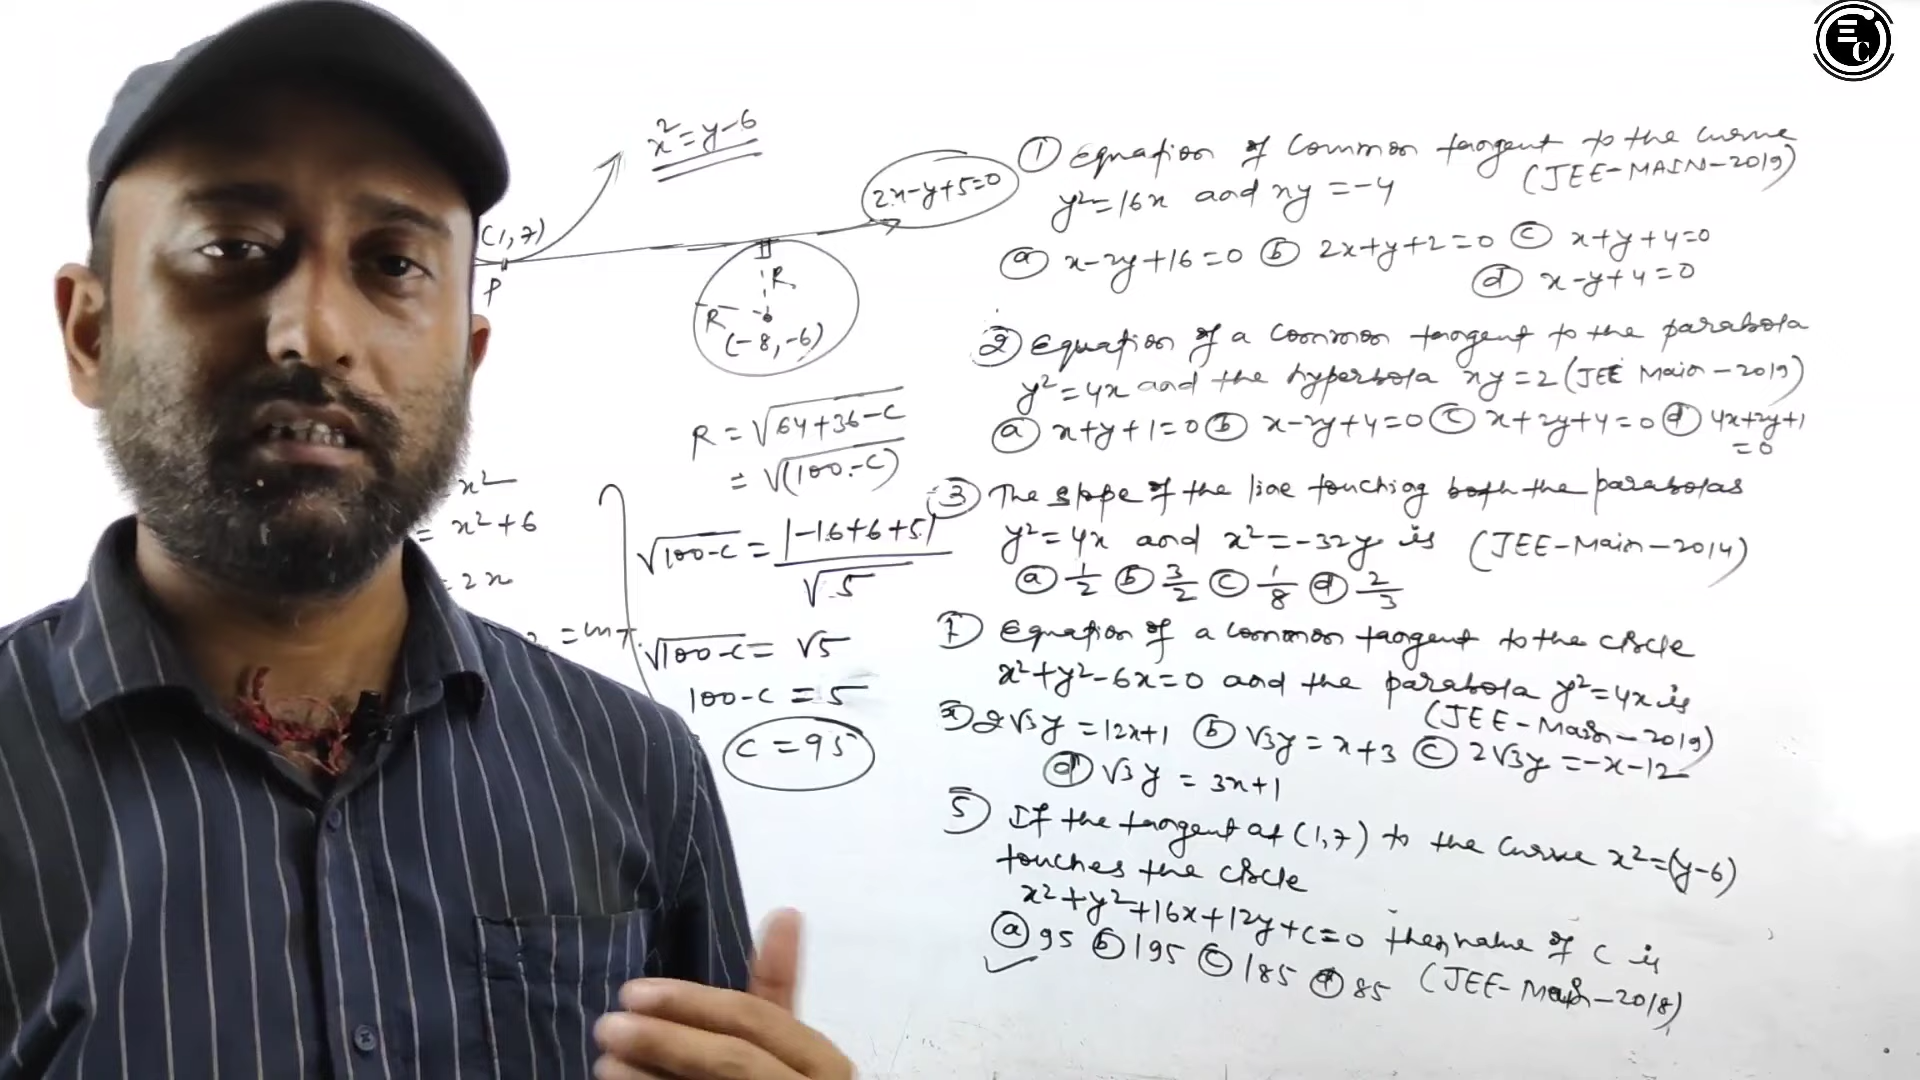 x²=y-6
2x-y+5=0
(1,7)
P
R
R
(-8,-6)
R = √64+36-c
= √(100-c)
x²
= x²+6
= 2x
= m_T
√100-c = |-16+6+5|
√5
√100-c = √5
100-c = 5
c = 95
① Equation of Common tangent to the curve
y²=16x and xy=-4 (JEE-MAIN-2019)
ⓐ x-2y+16=0 ⓑ 2x+y+2=0 ⓒ x+y+4=0
ⓓ x-y+4=0
② Equation of a common tangent to the parabola
y²=4x and the hyperbola xy=2 (JEE Main-2019)
ⓐ x+y+1=0 ⓑ x-2y+4=0 ⓒ x+2y+4=0 ⓓ 4x+2y+1
=0
③ The slope of the line touching both the parabolas
y²=4x and x²=-32y is (JEE-Main-2014)
ⓐ 1/2 ⓑ 3/2 ⓒ 1/8 ⓓ 2/3
Equation of a common tangent to the circle
x²+y²-6x=0 and the parabola y²=4x is
(JEE-Main-2019)
2√3y = 12x+1 ⓑ √3y = x+3 ⓒ 2√3y = -x-12
ⓓ √3y = 3x+1
⑤ If the tangent at (1,7) to the curve x²=(y-6)
touches the circle
x²+y²+16x+12y+c=0 then value of c is
ⓐ 95 ⓑ 195 ⓒ 185 ⓓ 85 (JEE-Main-2018)